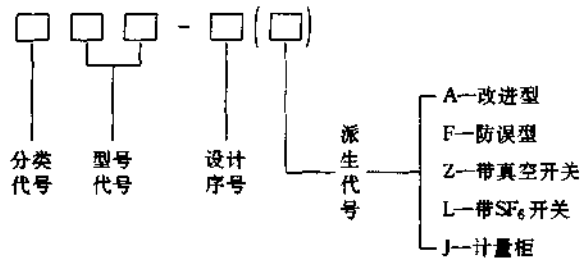 □ □ □ - □ (□)
分类代号
型号代号
设计序号
派生代号
A—改进型
F—防误型
Z—带真空开关
L—带SF₆开关
J—计量柜